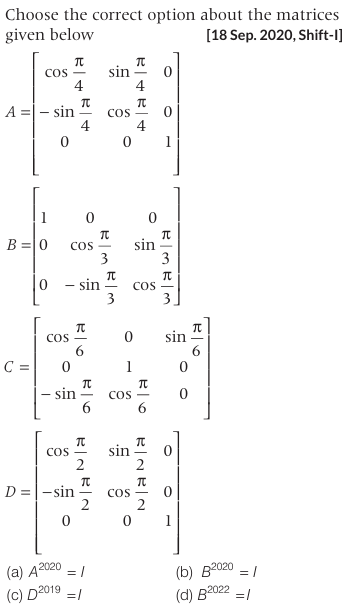 Choose the correct option about the matrices
given below [18 Sep. 2020, Shift-I]
cos π/4 sin π/4 0
A = - sin π/4 cos π/4 0
0 0 1
1 0 0
B = 0 cos π/3 sin π/3
0 - sin π/3 cos π/3
cos π/6 0 sin π/6
C = 0 1 0
- sin π/6 cos π/6 0
cos π/2 sin π/2 0
D = -sin π/2 cos π/2 0
0 0 1
(a) A^2020 = I (b) B^2020 = I
(c) D^2019 = I (d) B^2022 = I